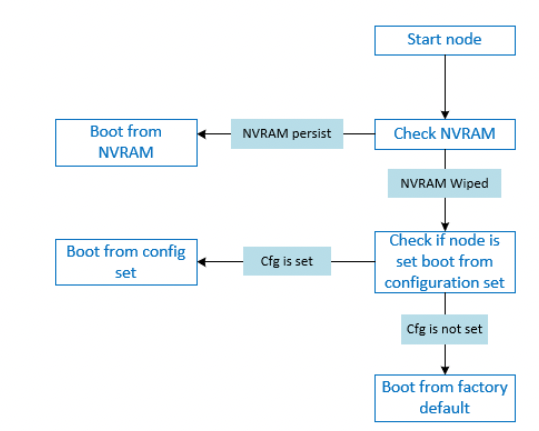 Start node
Boot from
NVRAM
NVRAM persist
Check NVRAM
NVRAM Wiped
Boot from config
set
Cfg is set
Check if node is
set boot from
configuration set
Cfg is not set
Boot from factory
default